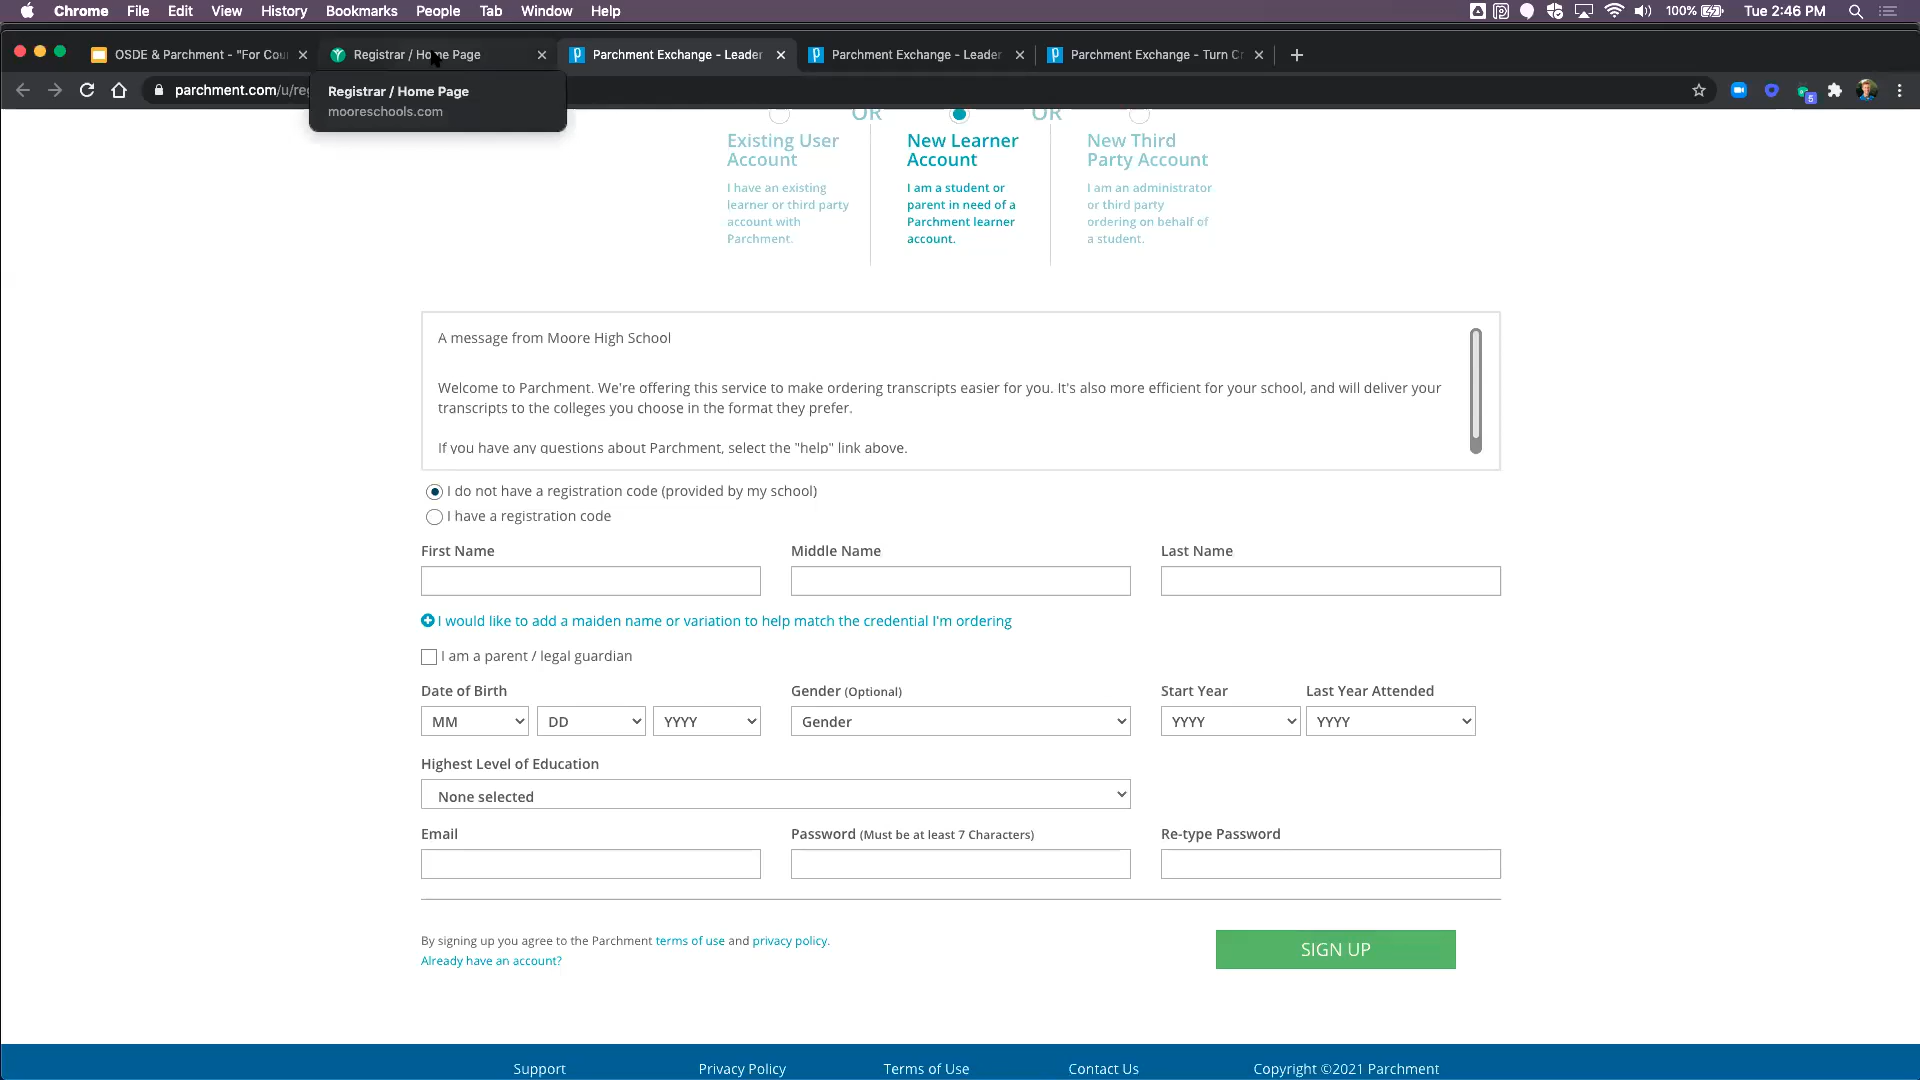 Chrome File Edit View History Bookmarks People Tab Window Help 100% Tue 2:46 PM
OSDE & Parchment - "For Cou Registrar / Home Page Parchment Exchange - Leader Parchment Exchange - Leader Parchment Exchange - Turn Cr
parchment.com/u/reg 5
Registrar / Home Page
mooreschools.com
OR OR
Existing User Account
I have an existing
learner or third party
account with
Parchment.
New Learner
Account
I am a student or
parent in need of a
Parchment learner
account.
New Third
Party Account
I am an administrator
or third party
ordering on behalf of
a student.
A message from Moore High School
Welcome to Parchment. We're offering this service to make ordering transcripts easier for you. It's also more efficient for your school, and will deliver your
transcripts to the colleges you choose in the format they prefer.
If you have any questions about Parchment, select the "help" link above.
I do not have a registration code (provided by my school)
I have a registration code
First Name Middle Name Last Name
I would like to add a maiden name or variation to help match the credential I'm ordering
I am a parent / legal guardian
Date of Birth Gender (Optional) Start Year Last Year Attended
MM DD YYYY Gender YYYY YYYY
Highest Level of Education
None selected
Email Password (Must be at least 7 Characters) Re-type Password
By signing up you agree to the Parchment terms of use and privacy policy.
Already have an account?
SIGN UP
Support Privacy Policy Terms of Use Contact Us Copyright ©2021 Parchment